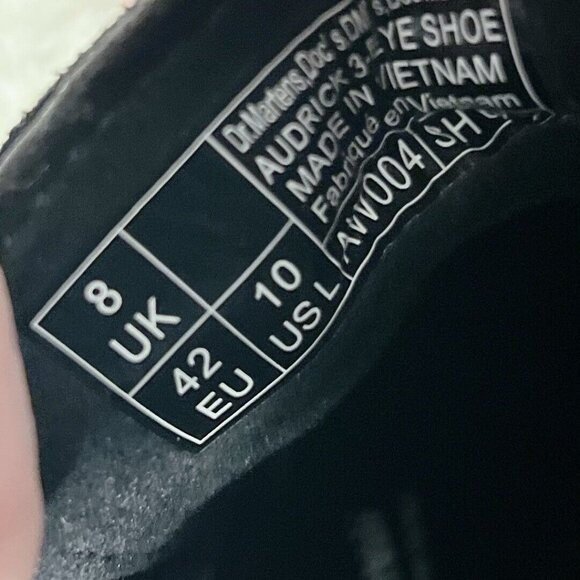 Dr.Martens,Doc's,DM's,
AUDRICK 3-EYE SHOE
MADE IN VIETNAM
Fabriqué en Vietnam
AW004 SH
8
UK
10
US L
42
EU